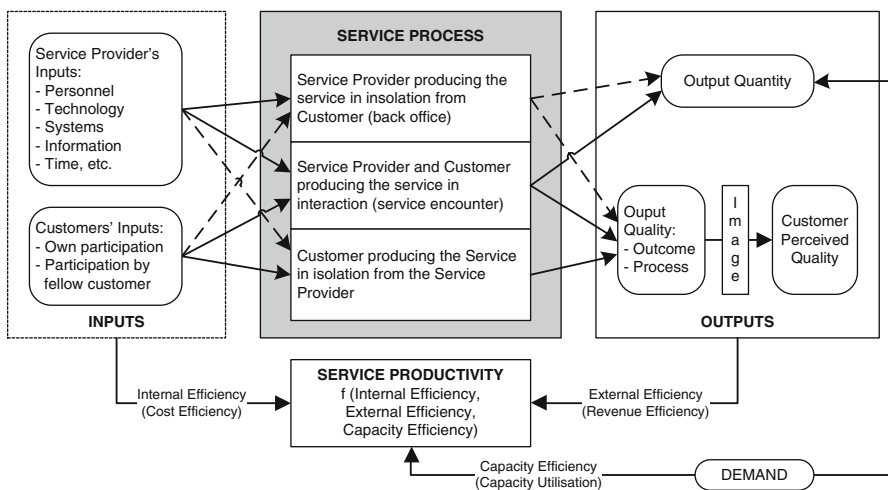 Service Provider's
Inputs:
- Personnel
- Technology
- Systems
- Information
- Time, etc.
Customers' Inputs:
- Own participation
- Participation by
fellow customer
INPUTS
SERVICE PROCESS
Service Provider producing the
service in insolation from
Customer (back office)
Service Provider and Customer
producing the service in
interaction (service encounter)
Customer producing the Service
in isolation from the Service
Provider
Output Quantity
Ouput
Quality:
- Outcome
- Process
Image
Customer
Perceived
Quality
OUTPUTS
Internal Efficiency
(Cost Efficiency)
SERVICE PRODUCTIVITY
f (Internal Efficiency,
External Efficiency,
Capacity Efficiency)
External Efficiency
(Revenue Efficiency)
Capacity Efficiency
(Capacity Utilisation)
DEMAND